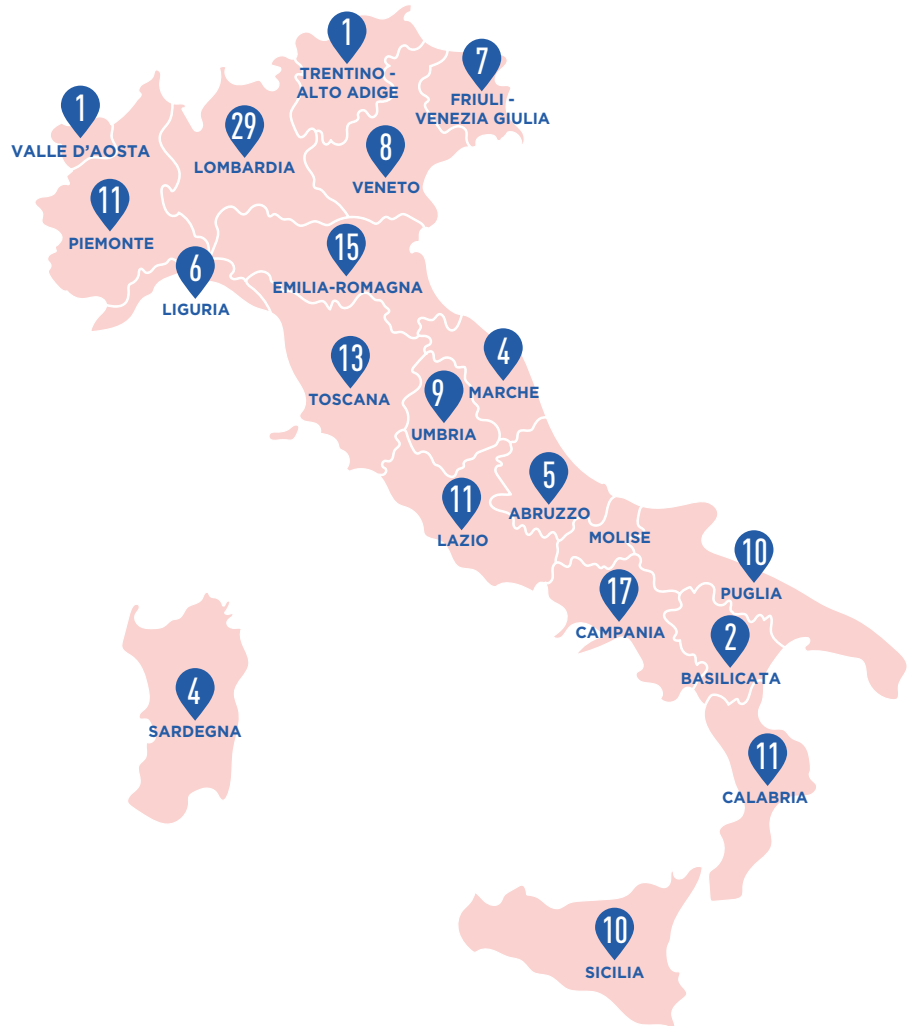 1
TRENTINO -
ALTO ADIGE
7
FRIULI -
VENEZIA GIULIA
1
VALLE D'AOSTA
29
LOMBARDIA
8
VENETO
11
PIEMONTE
15
EMILIA-ROMAGNA
6
LIGURIA
13
TOSCANA
4
MARCHE
9
UMBRIA
5
ABRUZZO
11
LAZIO
MOLISE
10
PUGLIA
17
CAMPANIA
2
BASILICATA
4
SARDEGNA
11
CALABRIA
10
SICILIA